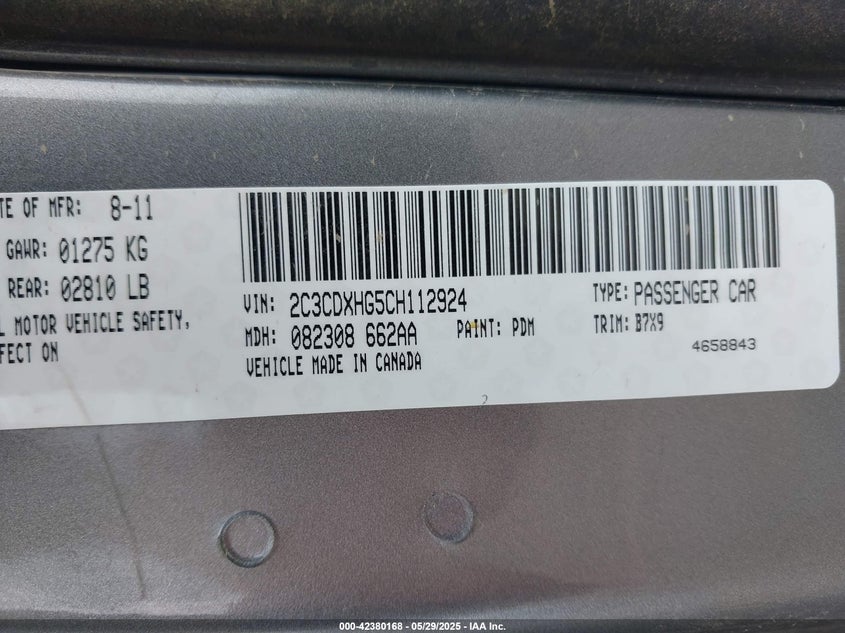 TE OF MFR: 8-11
GAWR: 01275 KG
REAR: 02810 LB
L MOTOR VEHICLE SAFETY,
FECT ON
VIN: 2C3CDXHG5CH112924
TYPE: PASSENGER CAR
MDH: 082308 662AA
PAINT: PDM
TRIM: B7X9
VEHICLE MADE IN CANADA
4658843
000-42380168 - 05/29/2025 - IAA Inc.